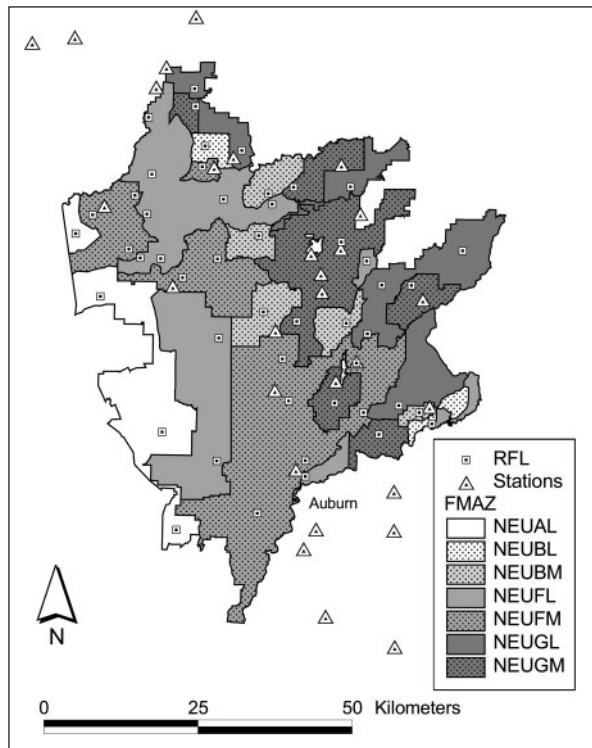 RFL
Stations
FMAZ
NEUAL
NEUBL
NEUBM
NEUFL
NEUFM
NEUGL
NEUGM
Auburn
N
0 25 50 Kilometers